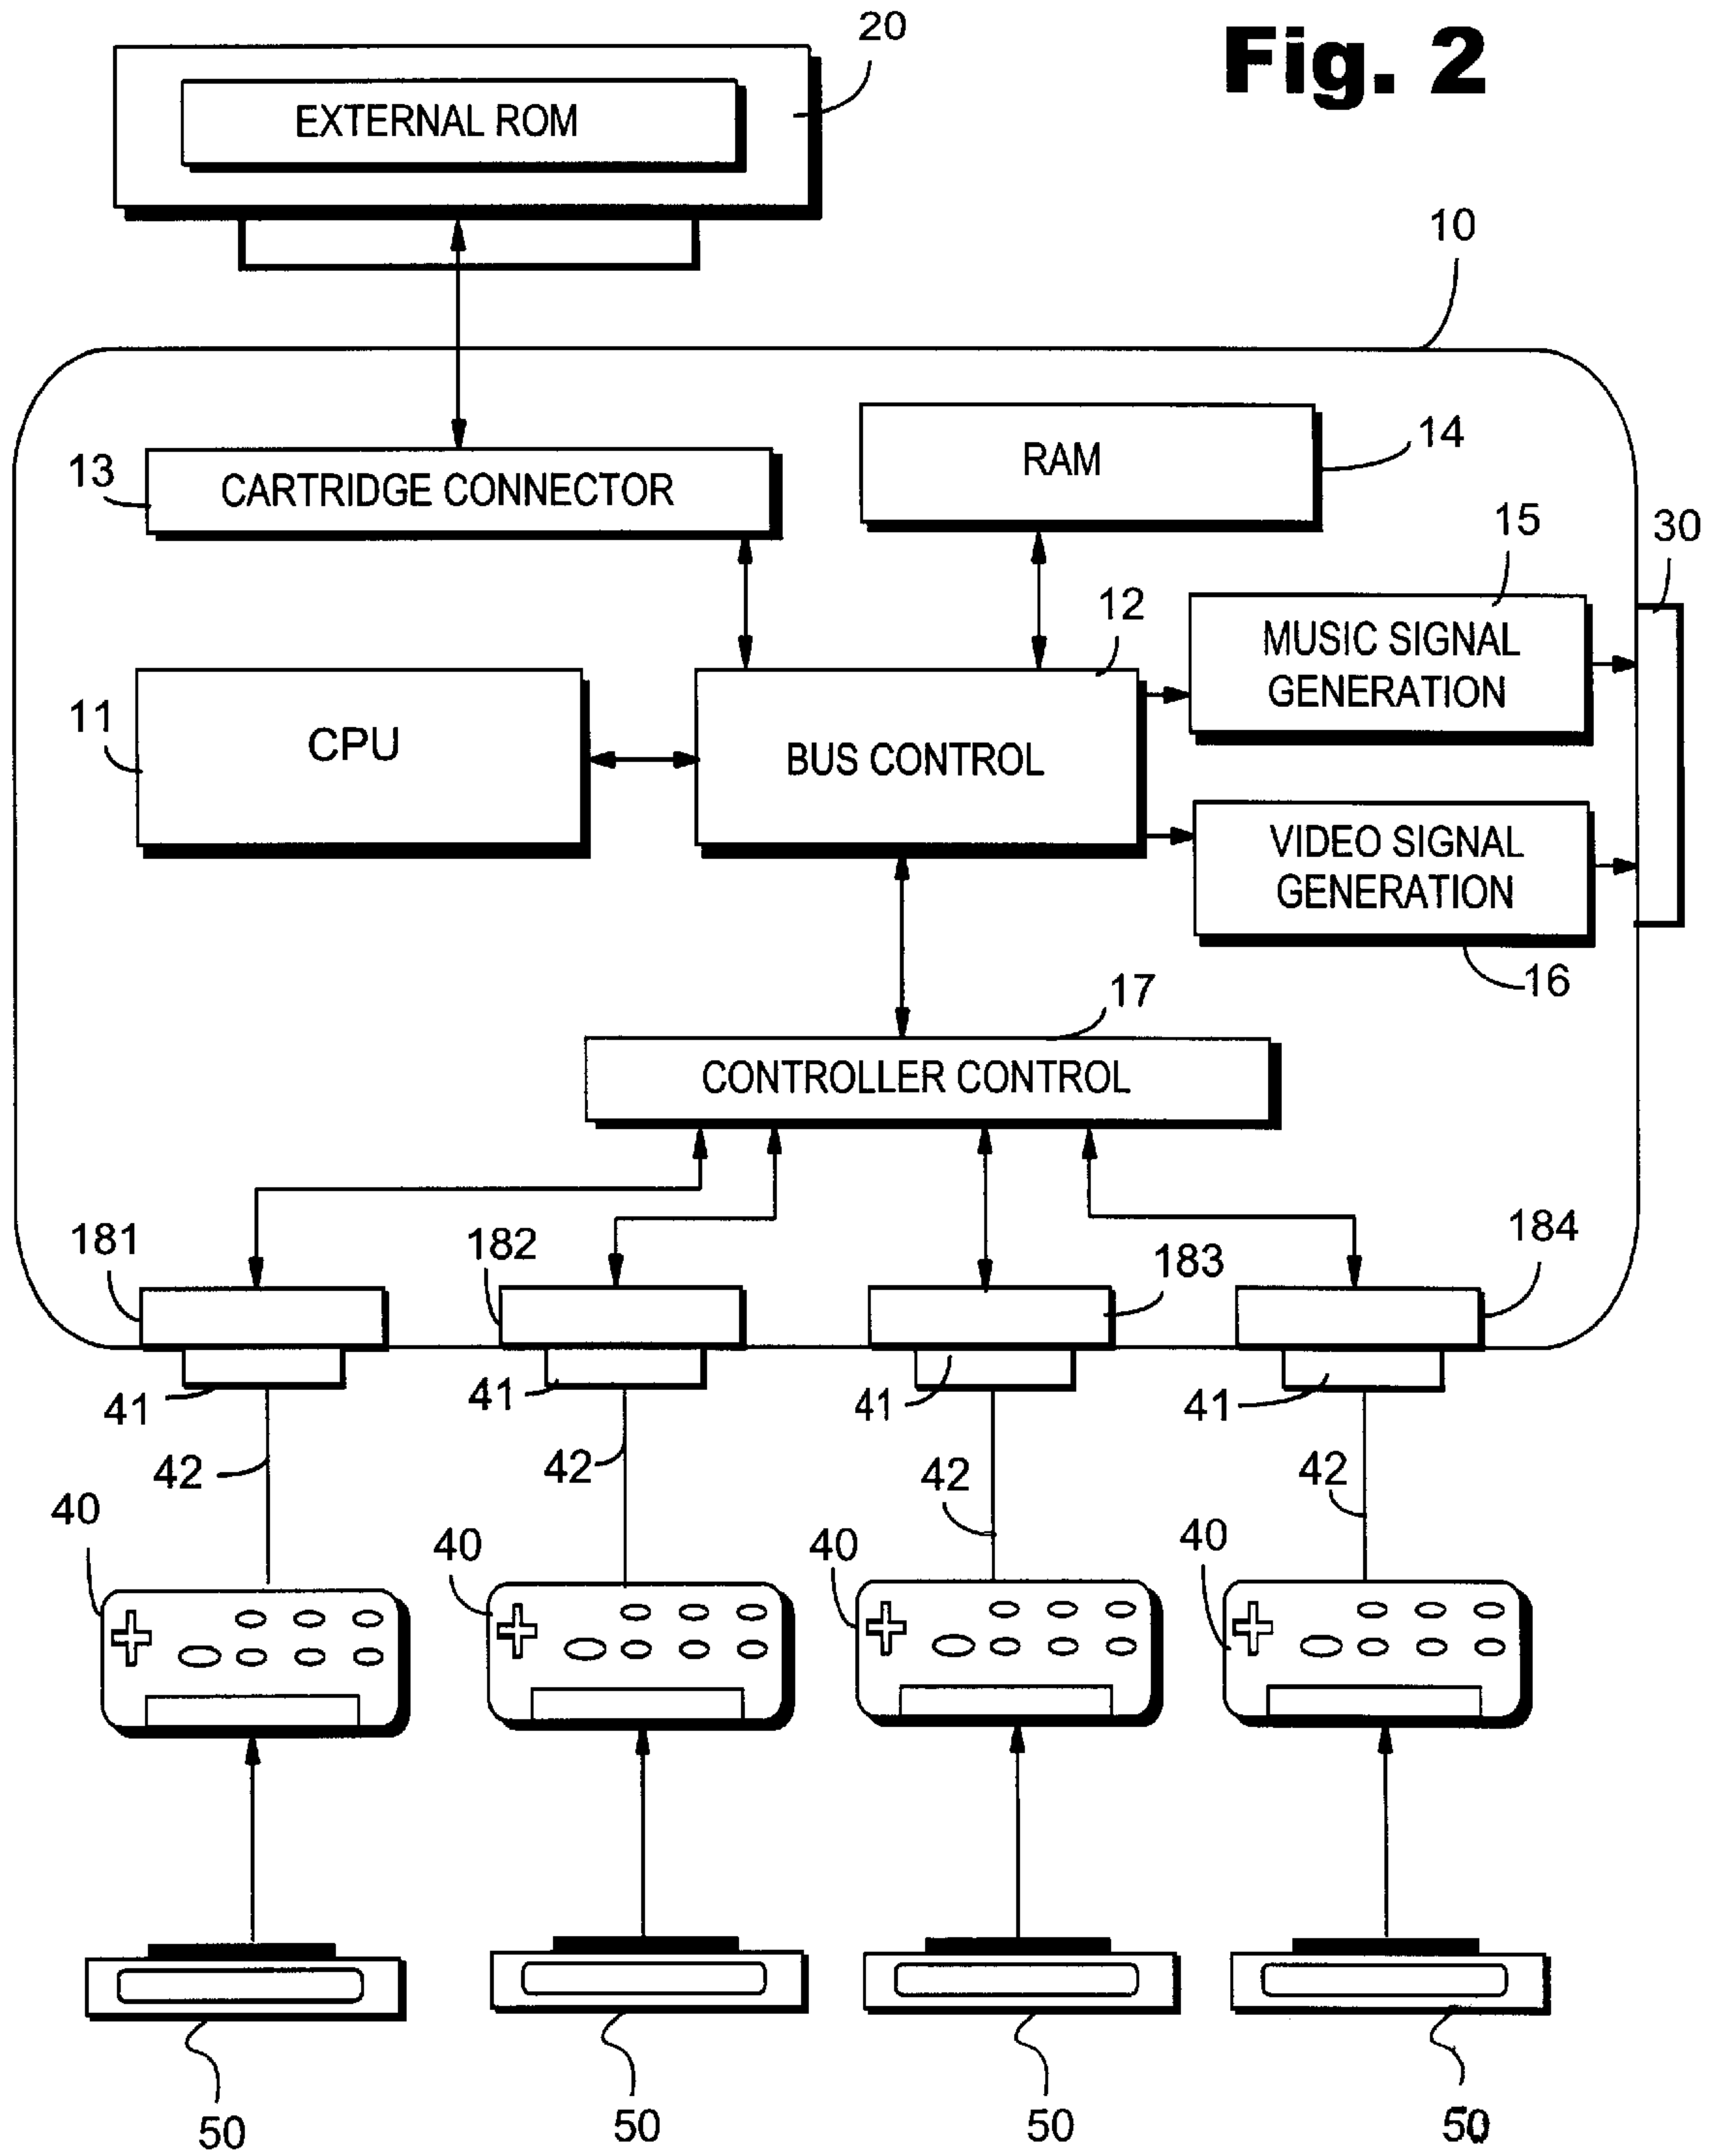 20
Fig. 2
EXTERNAL ROM
10
14
RAM
13
CARTRIDGE CONNECTOR
15
30
12
MUSIC SIGNAL
GENERATION
11
CPU
BUS CONTROL
VIDEO SIGNAL
GENERATION
16
17
CONTROLLER CONTROL
181
182
183
184
41
41
41
41
42
42
42
42
40
40
40
40
50
50
50
50